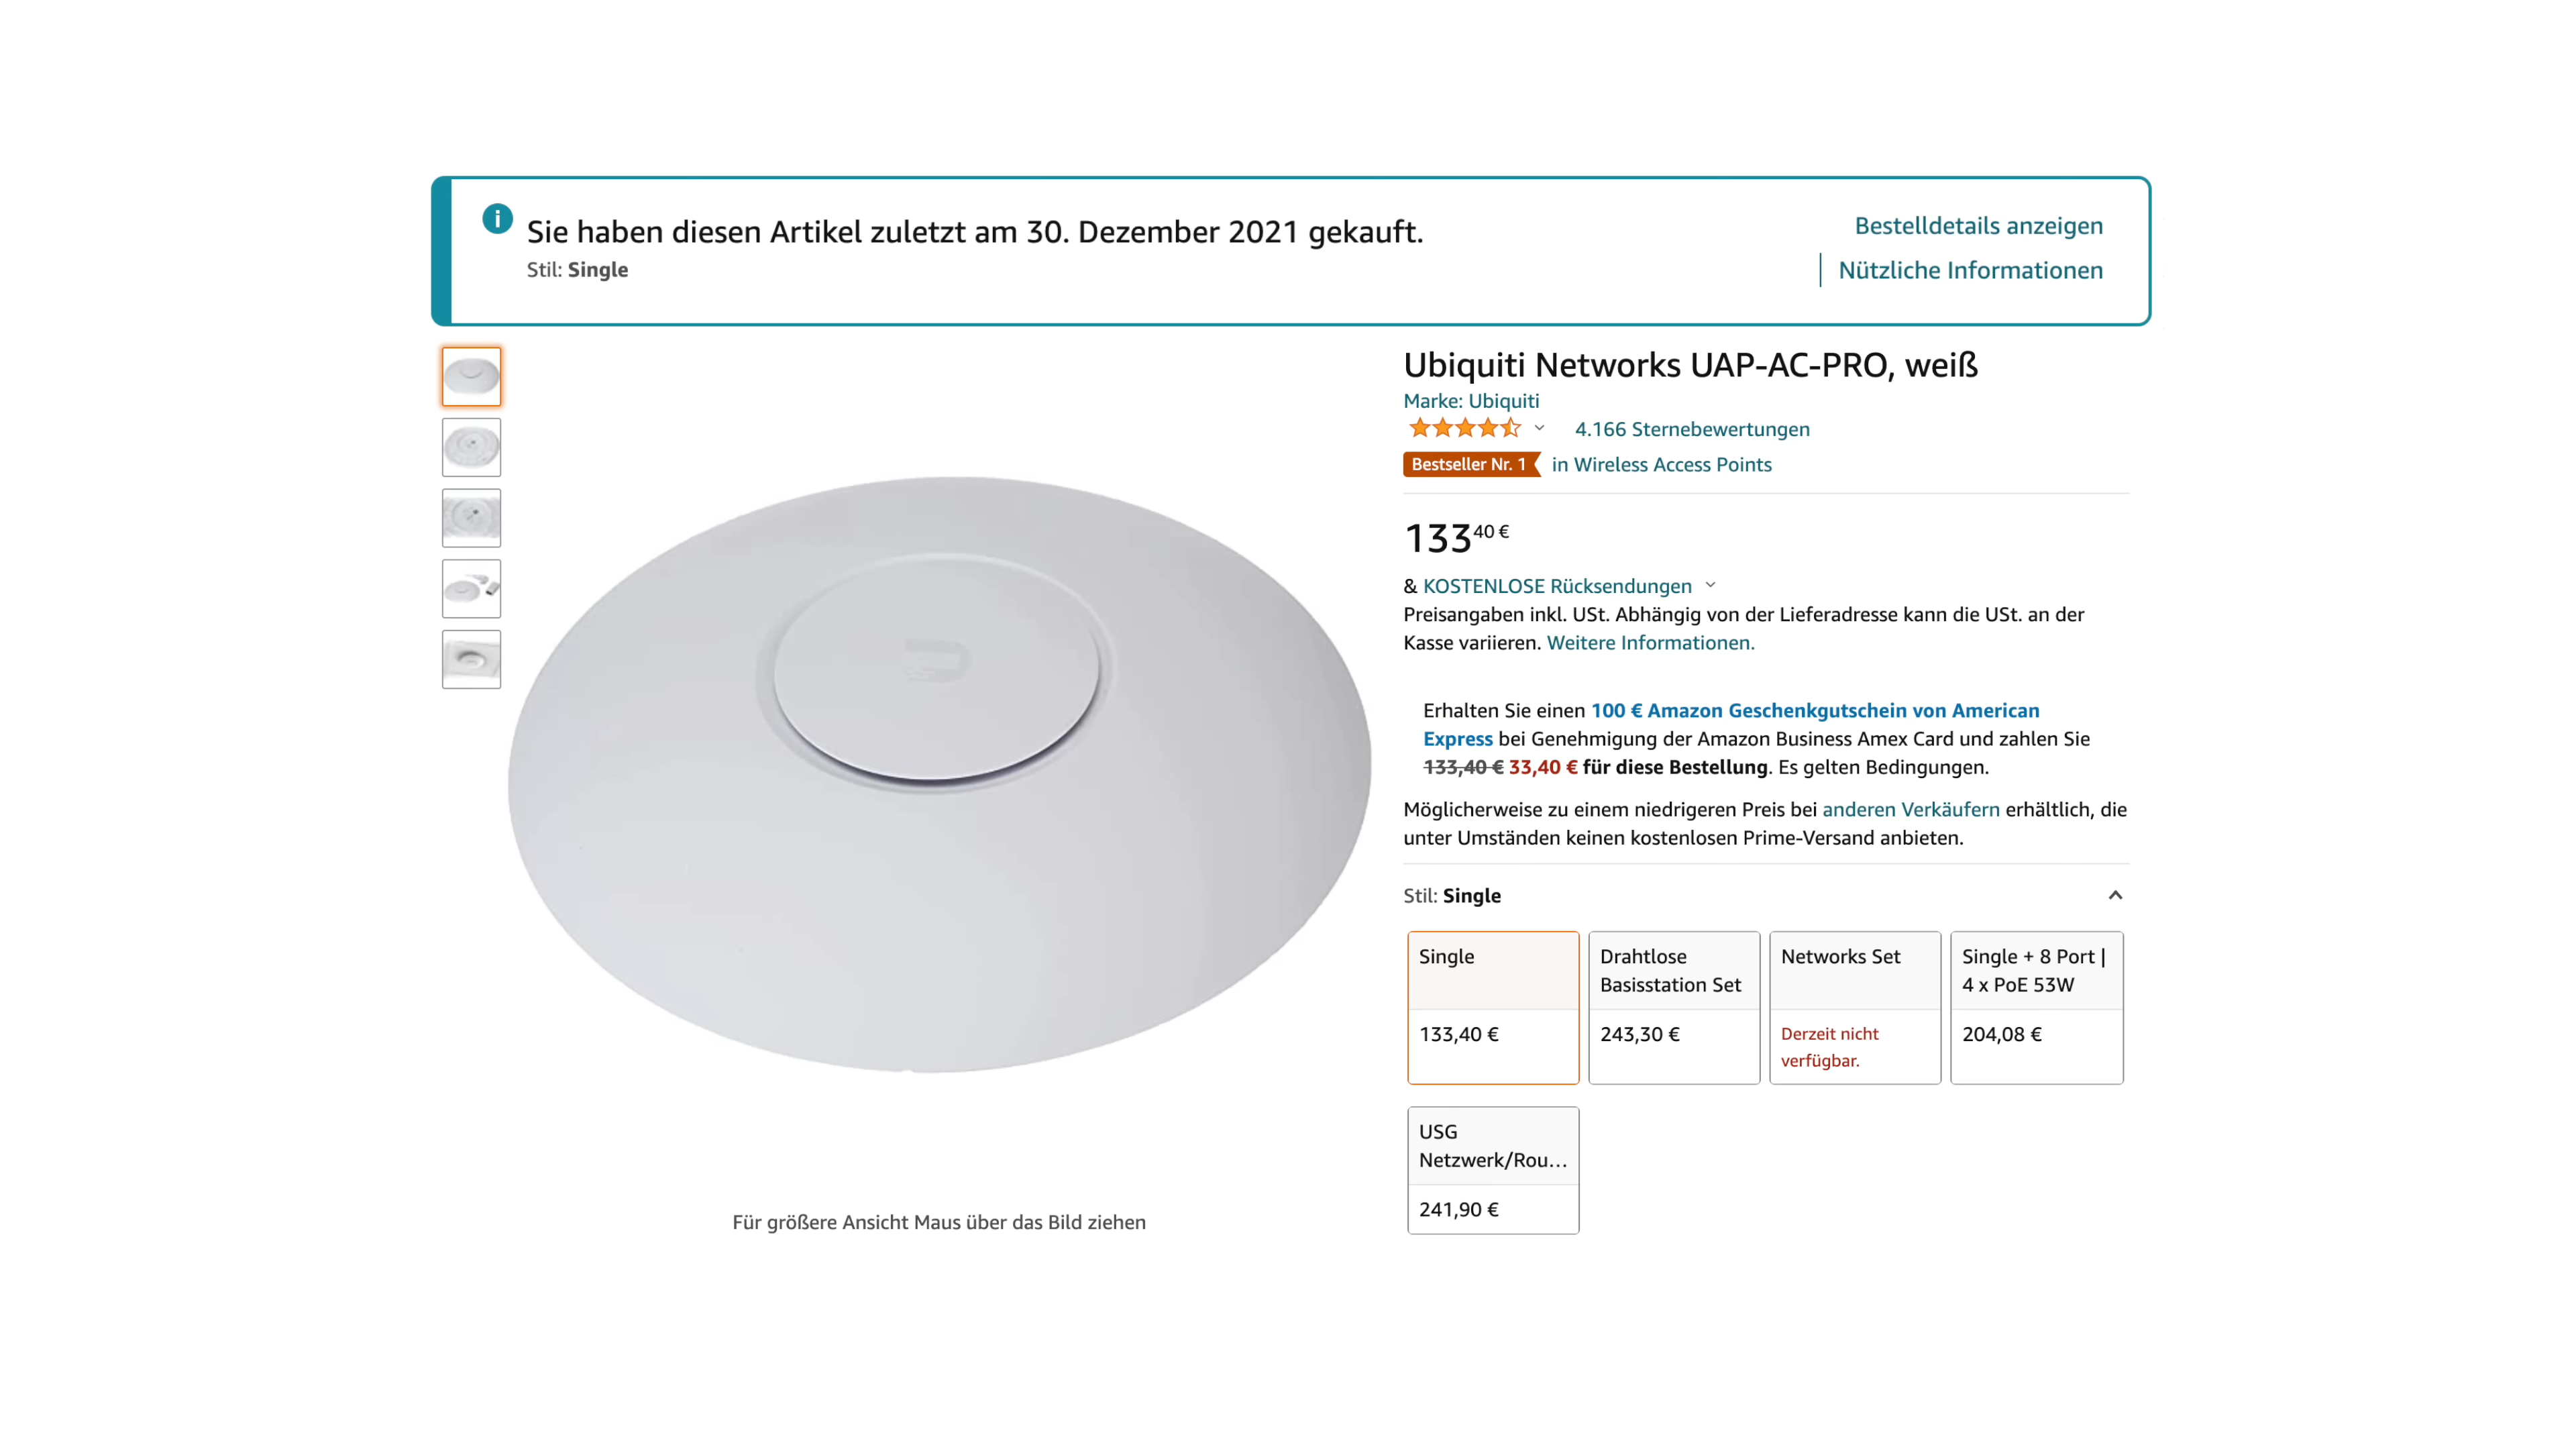 Sie haben diesen Artikel zuletzt am 30. Dezember 2021 gekauft.
Stil: Single
Bestelldetails anzeigen
Nützliche Informationen
Ubiquiti Networks UAP-AC-PRO, weiß
Marke: Ubiquiti
4.166 Sternebewertungen
Bestseller Nr. 1 in Wireless Access Points
133 40 €
& KOSTENLOSE Rücksendungen
Preisangaben inkl. USt. Abhängig von der Lieferadresse kann die USt. an der
Kasse variieren. Weitere Informationen.
Erhalten Sie einen 100 € Amazon Geschenkgutschein von American
Express bei Genehmigung der Amazon Business Amex Card und zahlen Sie
133,40 € 33,40 € für diese Bestellung. Es gelten Bedingungen.
Möglicherweise zu einem niedrigeren Preis bei anderen Verkäufern erhältlich, die
unter Umständen keinen kostenlosen Prime-Versand anbieten.
Stil: Single
Single
133,40 €
Drahtlose
Basisstation Set
243,30 €
Networks Set
Derzeit nicht
verfügbar.
Single + 8 Port |
4 x PoE 53W
204,08 €
USG
Netzwerk/Rou...
241,90 €
Für größere Ansicht Maus über das Bild ziehen